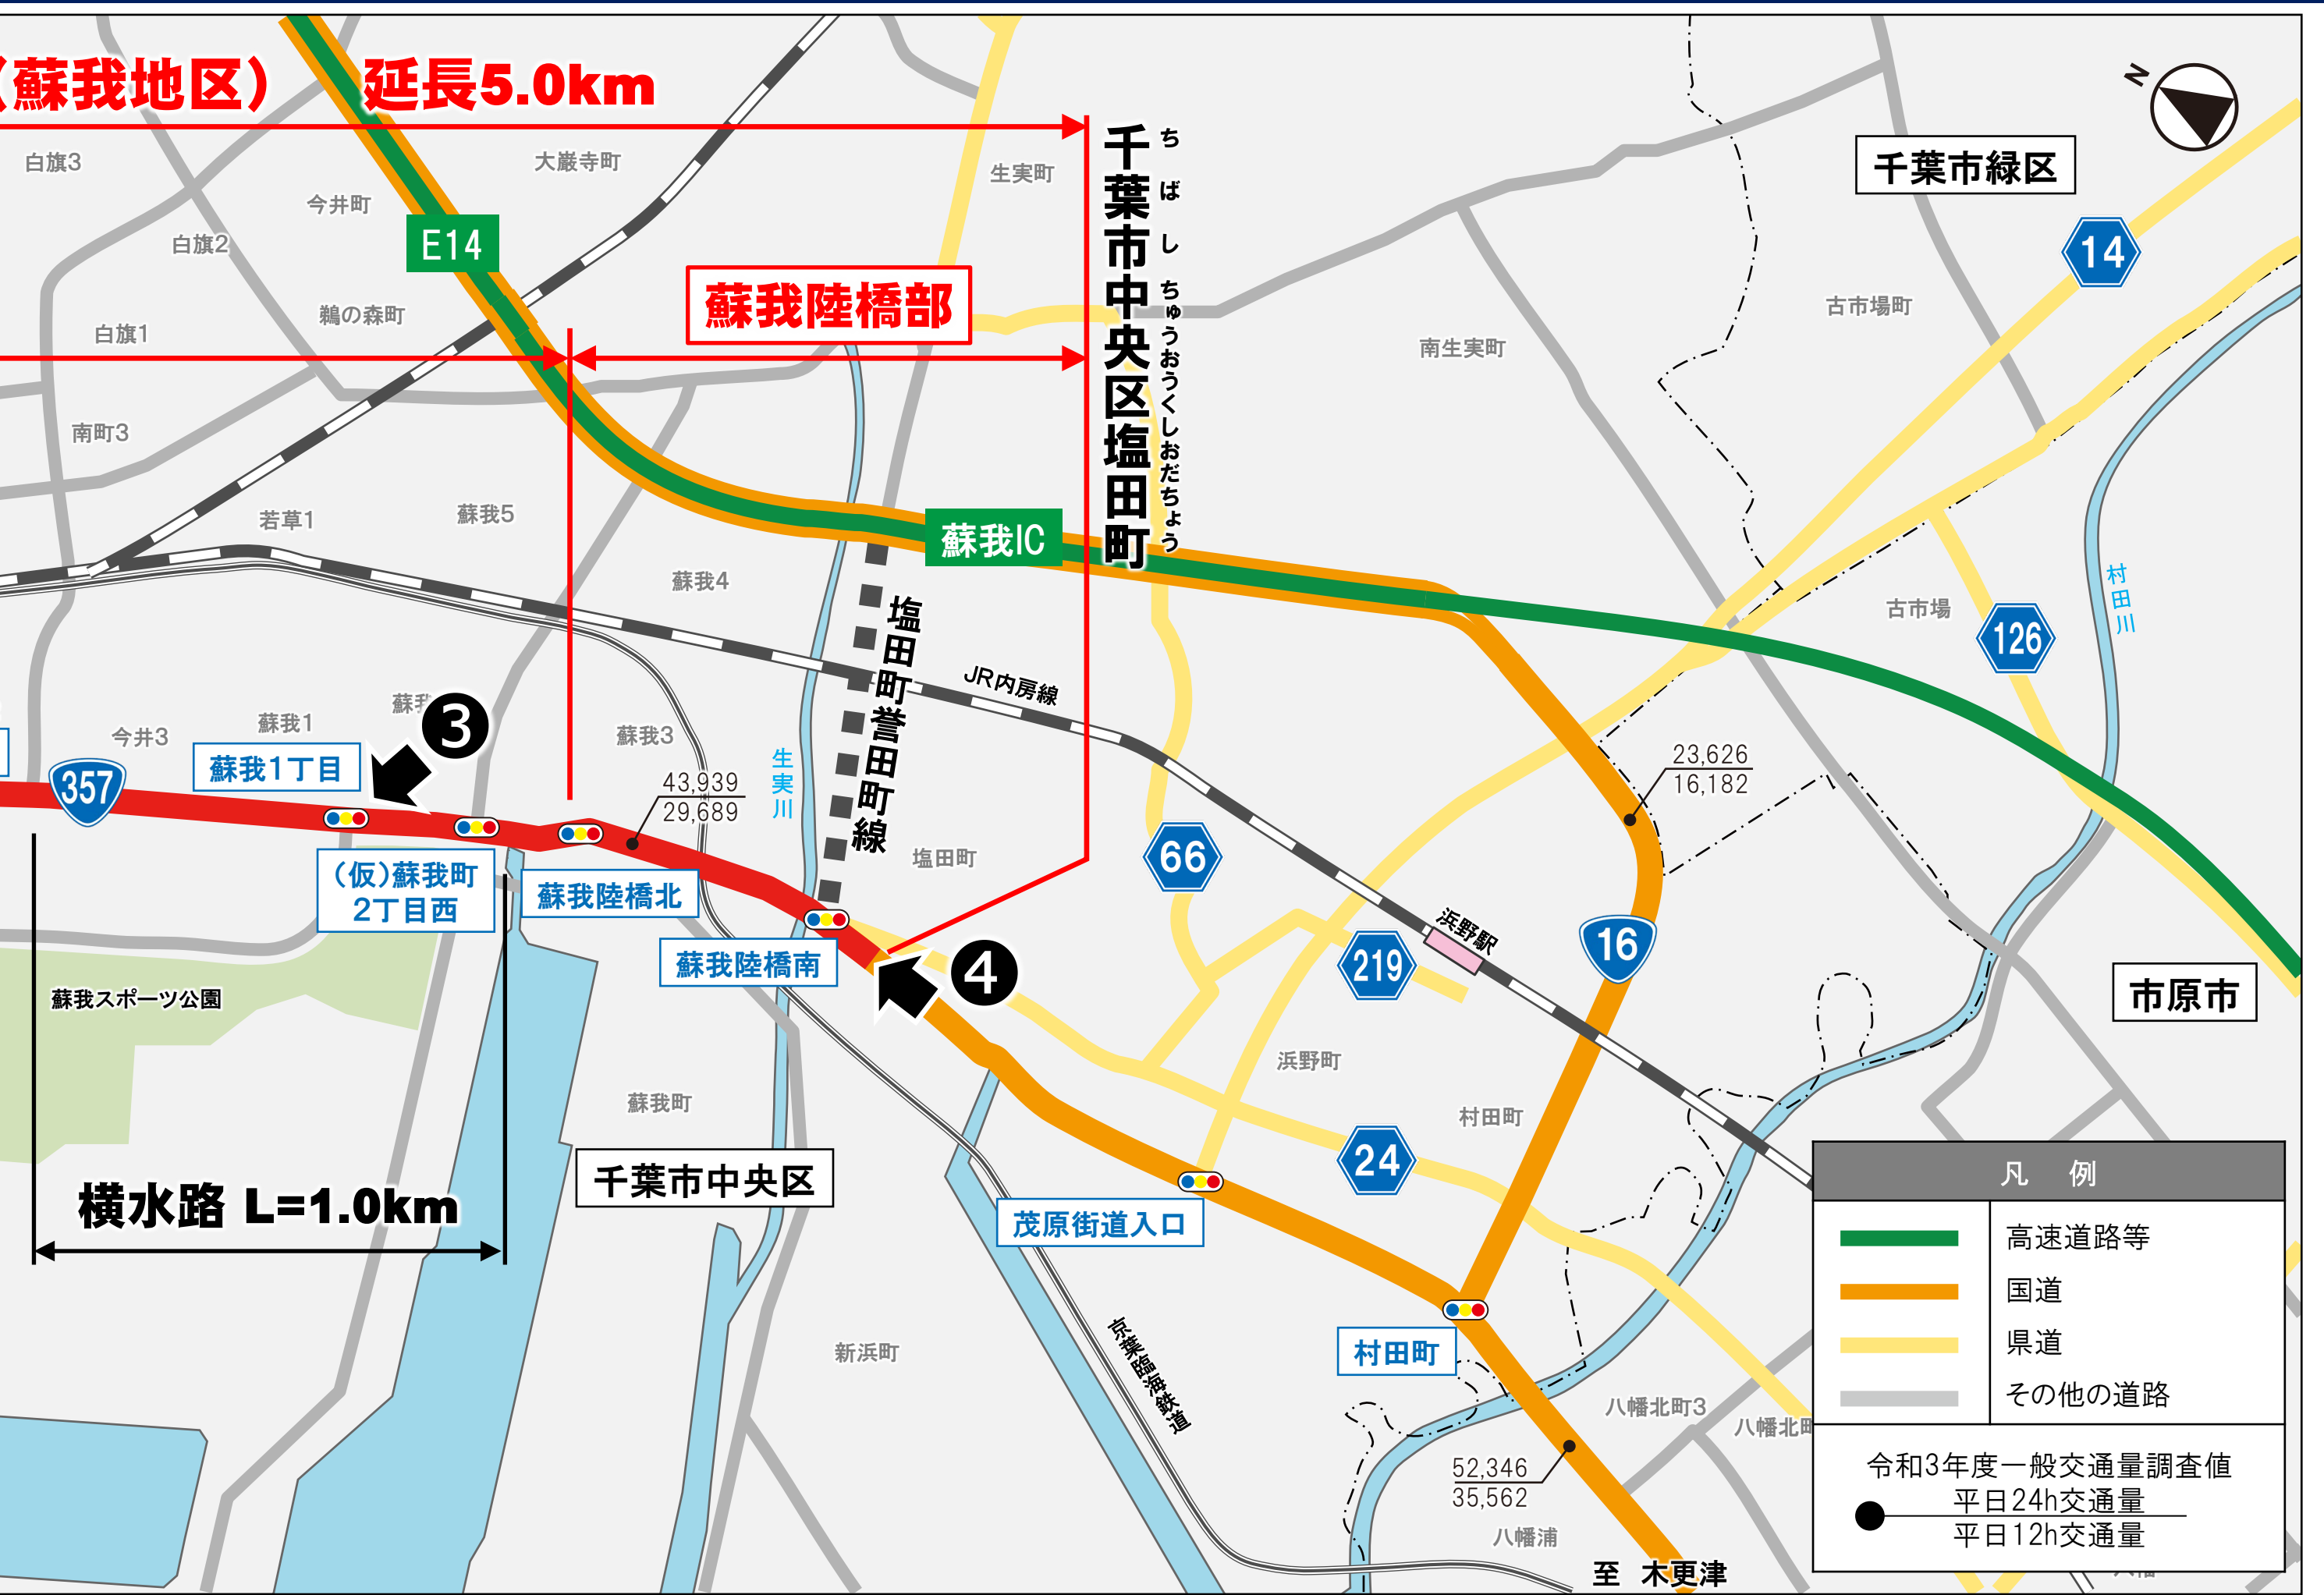 (蘇我地区)　延長5.0km
白旗3
大巌寺町
生実町
千葉市中央区塩田町
ちばしちゅうおうくしおだちょう
N
千葉市緑区
今井町
白旗2
E14
14
鵜の森町
白旗1
蘇我陸橋部
古市場町
南生実町
南町3
若草1
蘇我5
蘇我IC
蘇我4
塩田町誉田町線
村田川
古市場
126
JR内房線
蘇我1
今井3
3
蘇我3
357
蘇我1丁目
43,939
29,689
生実川
23,626
16,182
塩田町
66
(仮)蘇我町
2丁目西
蘇我陸橋北
蘇我陸橋南
4
219
浜野駅
16
市原市
蘇我スポーツ公園
浜野町
蘇我町
村田町
24
千葉市中央区
横水路 L=1.0km
茂原街道入口
新浜町
京葉臨海鉄道
村田町
八幡北町3
八幡北町
52,346
35,562
八幡浦
至　木更津
凡　例
高速道路等
国道
県道
その他の道路
令和3年度一般交通量調査値
平日24h交通量
平日12h交通量